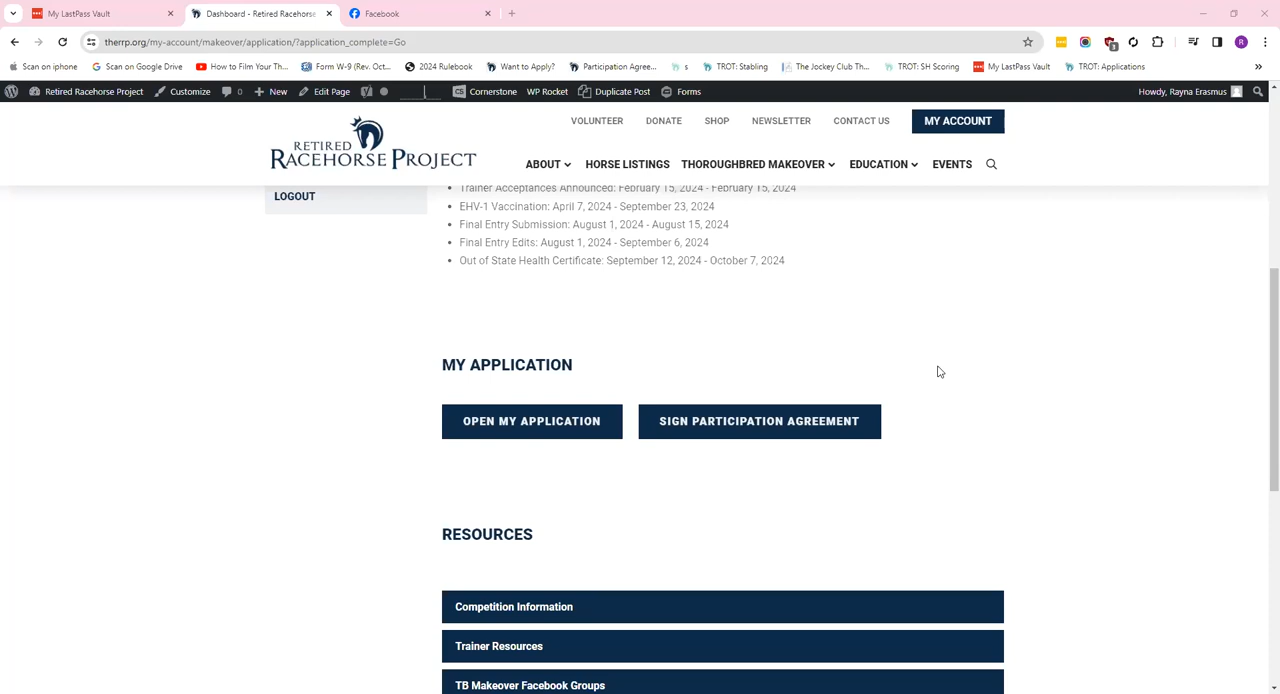 My LastPass Vault
Dashboard - Retired Racehorse
Facebook
therrp.org/my-account/makeover/application/?application_complete=Go
Scan on iphone
Scan on Google Drive
How to Film Your Th...
Form W-9 (Rev. Oct...
2024 Rulebook
Want to Apply?
Participation Agree...
s
TROT: Stabling
The Jockey Club Th...
TROT: SH Scoring
My LastPass Vault
TROT: Applications
Retired Racehorse Project
Customize
0
New
Edit Page
CS Cornerstone
WP Rocket
Duplicate Post
Forms
Howdy, Rayna Erasmus
VOLUNTEER
DONATE
SHOP
NEWSLETTER
CONTACT US
MY ACCOUNT
RETIRED
RACEHORSE PROJECT
ABOUT
HORSE LISTINGS
THOROUGHBRED MAKEOVER
EDUCATION
EVENTS
LOGOUT
Trainer Acceptances Announced: February 15, 2024 - February 15, 2024
EHV-1 Vaccination: April 7, 2024 - September 23, 2024
Final Entry Submission: August 1, 2024 - August 15, 2024
Final Entry Edits: August 1, 2024 - September 6, 2024
Out of State Health Certificate: September 12, 2024 - October 7, 2024
MY APPLICATION
OPEN MY APPLICATION
SIGN PARTICIPATION AGREEMENT
RESOURCES
Competition Information
Trainer Resources
TB Makeover Facebook Groups